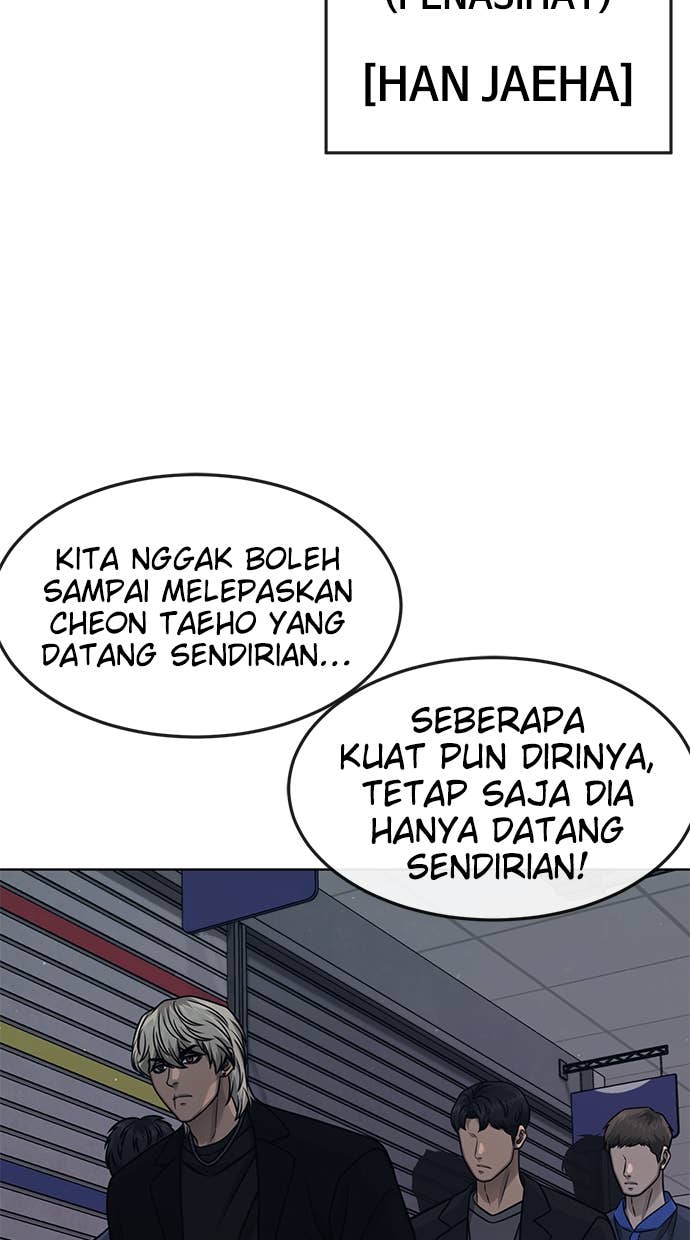 (PENASIHAT)
[HAN JAEHA]
KITA NGGAK BOLEH
SAMPAI MELEPASKAN
CHEON TAEHO YANG
DATANG SENDIRIAN...
SEBERAPA
KUAT PUN DIRINYA,
TETAP SAJA DIA
HANYA DATANG
SENDIRIAN!